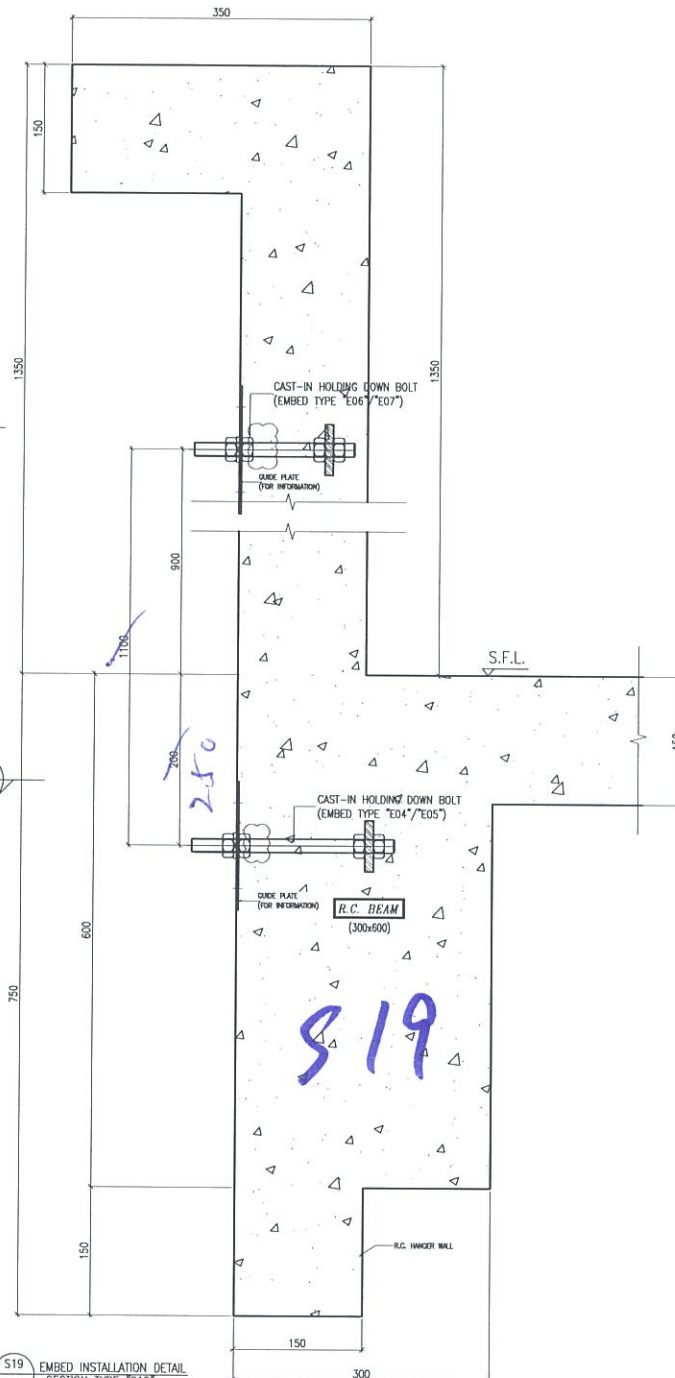 350
150
1350
1350
CAST-IN HOLDING DOWN BOLT
(EMBED TYPE "E06"/"E07")
GUIDE PLATE
(FOR INFORMATION)
900
1100
S.F.L.
200
250
CAST-IN HOLDING DOWN BOLT
(EMBED TYPE "E04"/"E05")
GUIDE PLATE
(FOR INFORMATION)
R.C. BEAM
(300x600)
600
750
S19
150
R.C. HANGER WALL
150
300
S19
EMBED INSTALLATION DETAIL